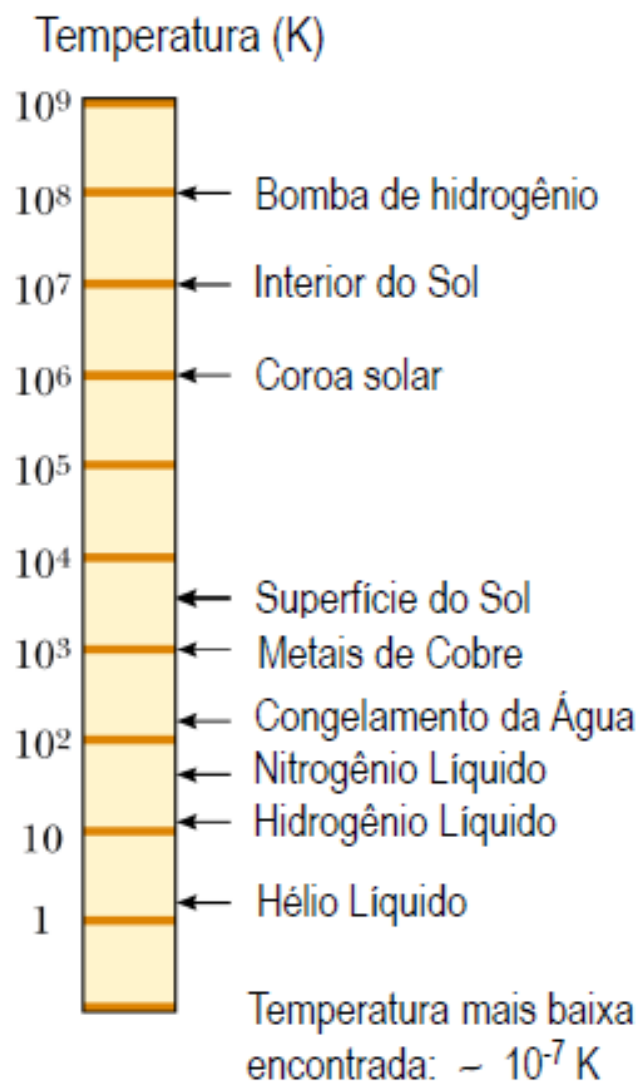 Temperatura (K)
10⁹
10⁸ Bomba de hidrogênio
10⁷ Interior do Sol
10⁶ Coroa solar
10⁵
10⁴
Superfície do Sol
10³ Metais de Cobre
Congelamento da Água
10²
Nitrogênio Líquido
Hidrogênio Líquido
10
Hélio Líquido
1
Temperatura mais baixa
encontrada: ~ 10⁻⁷ K